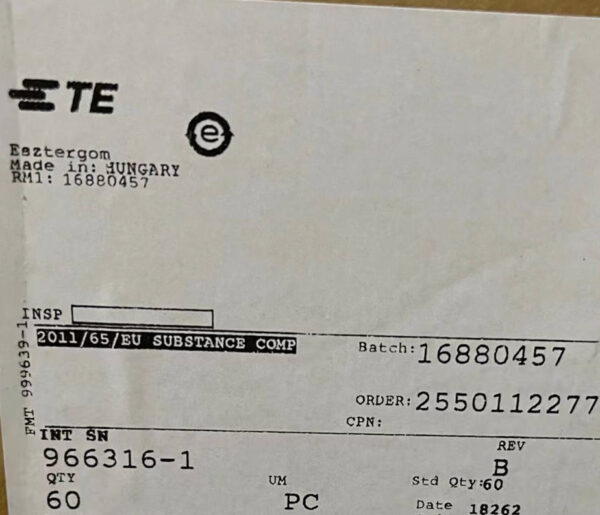 TE
e
Esztergom
Made in: HUNGARY
RM1: 16880457
INSP
2011/65/EU SUBSTANCE COMP
Batch: 16880457
ORDER: 2550112277
CPN:
FMT 999639-1
INT SN
966316-1
REV
B
QTY
60
UM
PC
Std Qty:60
Date 18262